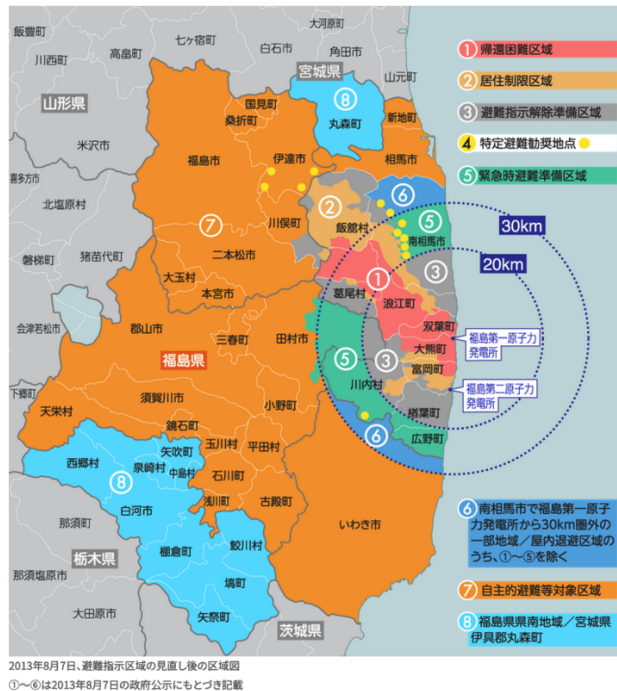 飯豊町
川西町
高畠町
七ヶ宿町
白石市
大河原町
角田市
宮城県
山元町
山形県
米沢市
国見町
桑折町
⑧
丸森町
新地町
福島市
伊達市
相馬市
喜多方市
北塩原村
⑥
⑤
②
飯舘村
南相馬市
川俣町
⑦
二本松市
猪苗代町
磐梯町
大玉村
本宮市
①
③
葛尾村
浪江町
会津若松市
郡山市
三春町
田村市
双葉町
大熊町
福島県
⑤
③
富岡町
川内村
下郷町
須賀川市
小野町
楢葉町
天栄村
鏡石町
⑥
広野町
玉川村
平田村
矢吹町
西郷村
泉崎村
中島村
石川町
⑧
浅川町
古殿町
白河市
いわき市
那須町
鮫川村
棚倉町
栃木県
塙町
那須塩原市
矢祭町
大田原市
茨城県
30km
20km
福島第一原子力
発電所
福島第二原子力
発電所
① 帰還困難区域
② 居住制限区域
③ 避難指示解除準備区域
④ 特定避難勧奨地点
⑤ 緊急時避難準備区域
⑥ 南相馬市で福島第一原子
力発電所から30km圏外の
一部地域/屋内退避区域の
うち、①〜⑤を除く
⑦ 自主的避難等対象区域
⑧ 福島県県南地域/宮城県
伊具郡丸森町
2013年8月7日、避難指示区域の見直し後の区域図
①〜⑥は2013年8月7日の政府公示にもとづき記載